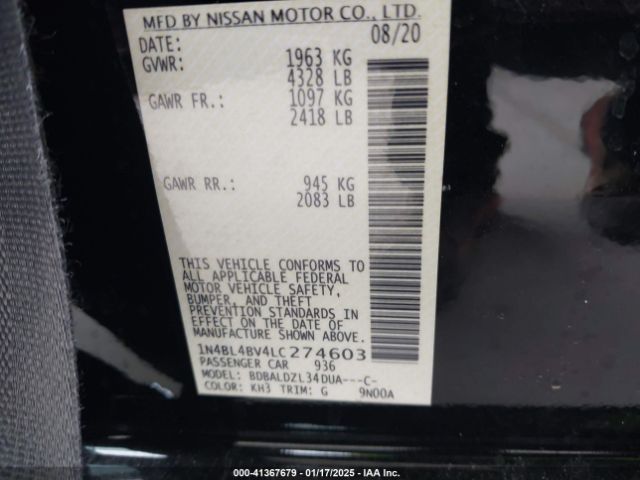 MFD BY NISSAN MOTOR CO., LTD.
DATE: 08/20
GVWR: 1963 KG
4328 LB
GAWR FR.: 1097 KG
2418 LB
GAWR RR.: 945 KG
2083 LB
THIS VEHICLE CONFORMS TO
ALL APPLICABLE FEDERAL
MOTOR VEHICLE SAFETY,
BUMPER, AND THEFT
PREVENTION STANDARDS IN
EFFECT ON THE DATE OF
MANUFACTURE SHOWN ABOVE.
1N4BL4BV4LC274603
PASSENGER CAR 936
MODEL: BDBALDZL34DUA---C-
COLOR: KH3 TRIM: G 9N00A
000-41367679 - 01/17/2025 - IAA Inc.